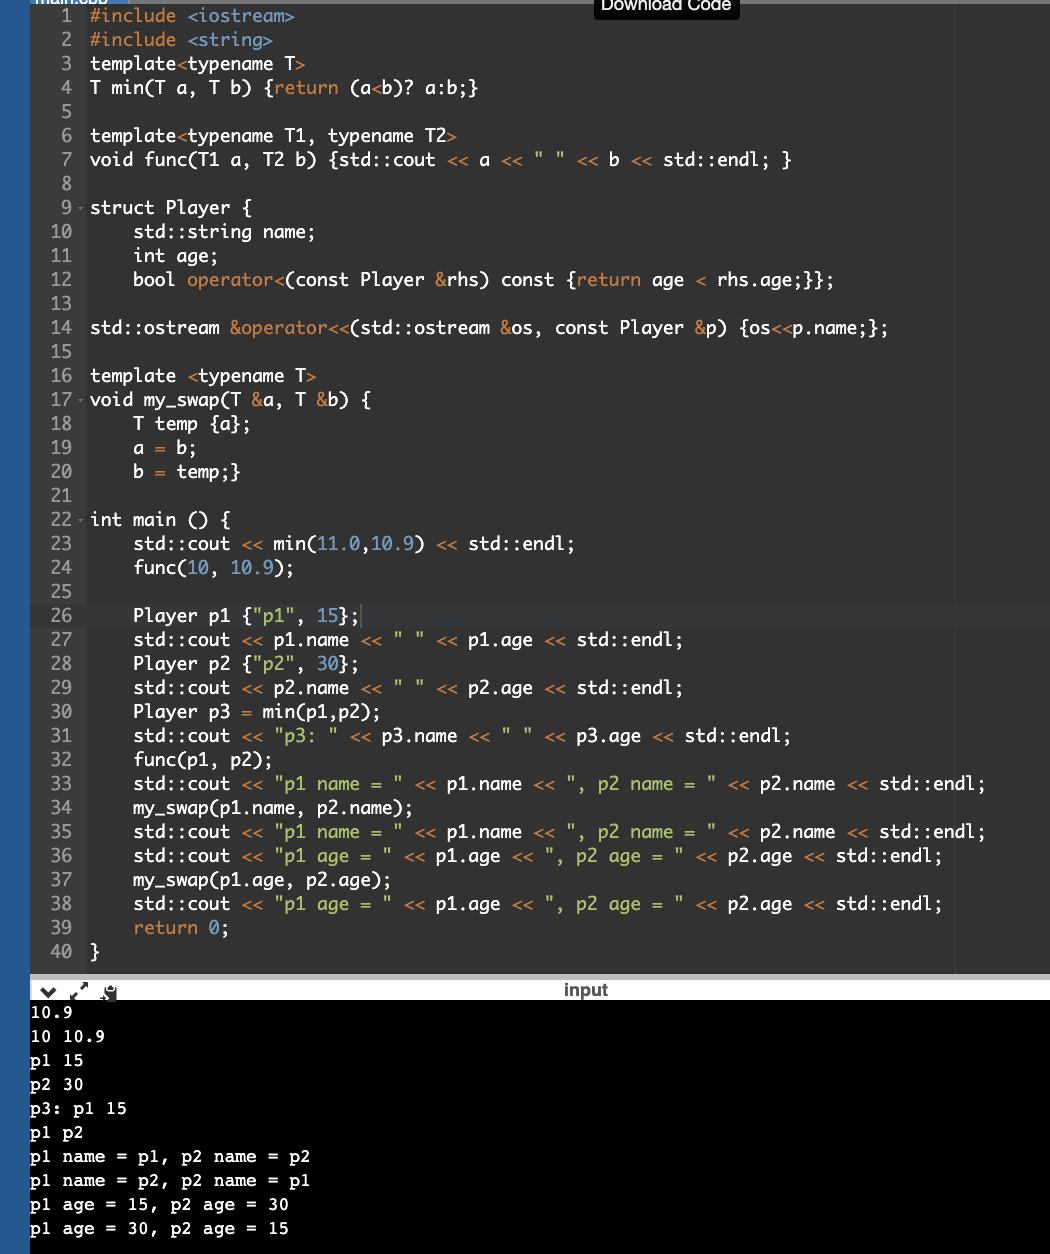 main.cpp
Download Code
1 #include <iostream>
2 #include <string>
3 template<typename T>
4 T min(T a, T b) {return (a<b)? a:b;}
5
6 template<typename T1, typename T2>
7 void func(T1 a, T2 b) {std::cout << a << " " << b << std::endl; }
8
9 struct Player {
10     std::string name;
11     int age;
12     bool operator<(const Player &rhs) const {return age < rhs.age;}};
13
14 std::ostream &operator<<(std::ostream &os, const Player &p) {os<<p.name;};
15
16 template <typename T>
17 void my_swap(T &a, T &b) {
18     T temp {a};
19     a = b;
20     b = temp;}
21
22 int main () {
23     std::cout << min(11.0,10.9) << std::endl;
24     func(10, 10.9);
25
26     Player p1 {"p1", 15};
27     std::cout << p1.name << " " << p1.age << std::endl;
28     Player p2 {"p2", 30};
29     std::cout << p2.name << " " << p2.age << std::endl;
30     Player p3 = min(p1,p2);
31     std::cout << "p3: " << p3.name << " " << p3.age << std::endl;
32     func(p1, p2);
33     std::cout << "p1 name = " << p1.name << ", p2 name = " << p2.name << std::endl;
34     my_swap(p1.name, p2.name);
35     std::cout << "p1 name = " << p1.name << ", p2 name = " << p2.name << std::endl;
36     std::cout << "p1 age = " << p1.age << ", p2 age = " << p2.age << std::endl;
37     my_swap(p1.age, p2.age);
38     std::cout << "p1 age = " << p1.age << ", p2 age = " << p2.age << std::endl;
39     return 0;
40 }
input
10.9
10 10.9
p1 15
p2 30
p3: p1 15
p1 p2
p1 name = p1, p2 name = p2
p1 name = p2, p2 name = p1
p1 age = 15, p2 age = 30
p1 age = 30, p2 age = 15